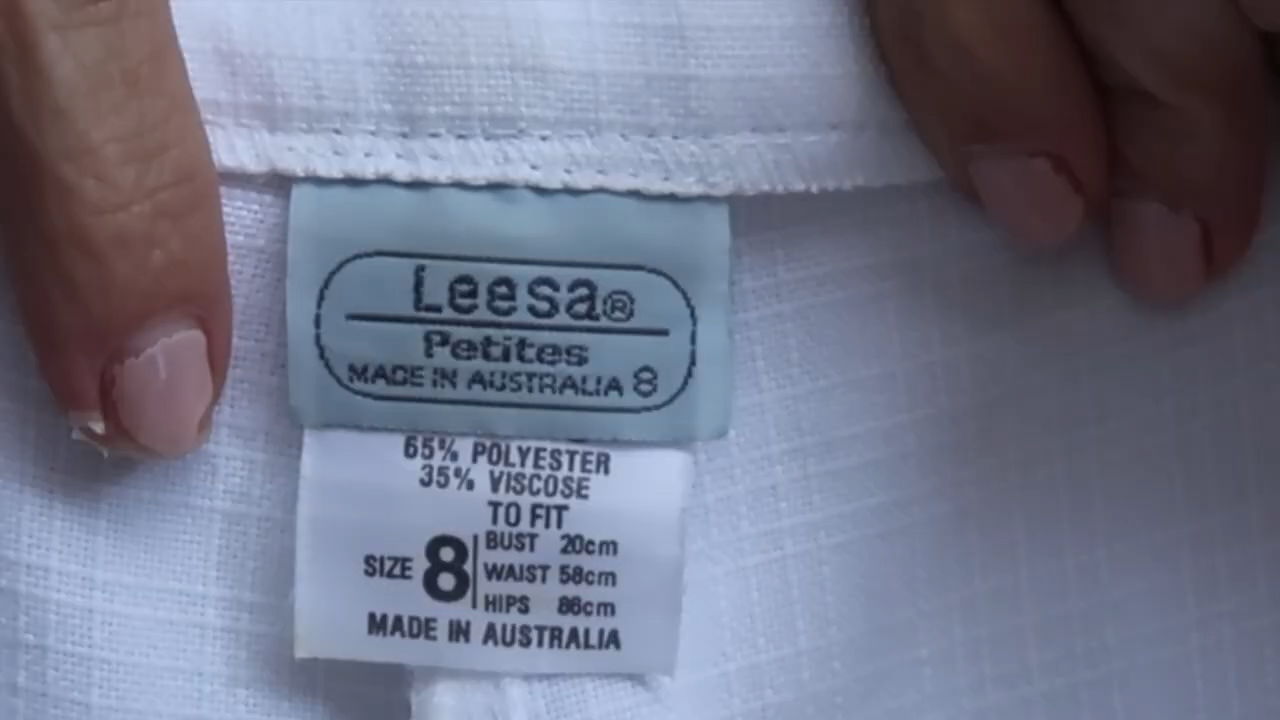 Leesa®
Petites
MADE IN AUSTRALIA 8
65% POLYESTER
35% VISCOSE
TO FIT
SIZE 8 BUST 20cm
WAIST 58cm
HIPS 86cm
MADE IN AUSTRALIA